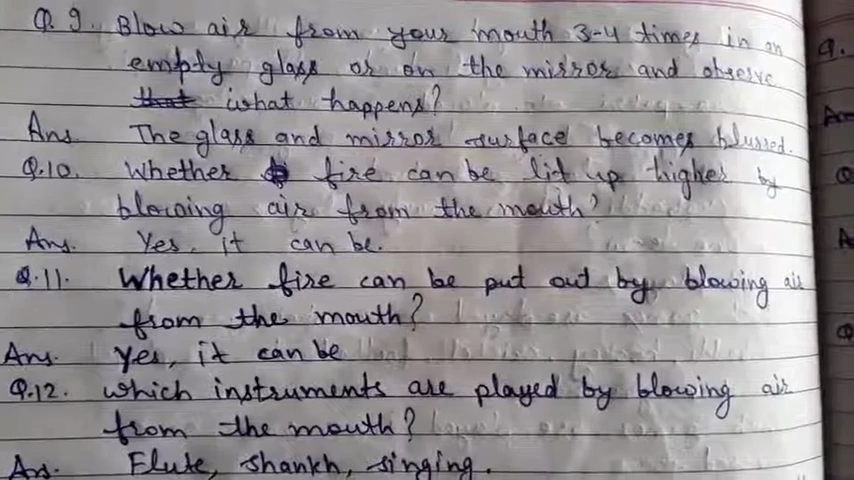 Q.9. Blow air from your mouth 3-4 times in an
empty glass or on the mirror and observe
that what happens?
Ans The glass and mirror surface becomes blurred.
Q.10. Whether fire can be lit up higher by
blowing air from the mouth?
Ans. Yes, it can be.
Q.11. Whether fire can be put out by blowing air
from the mouth?
Ans. Yes, it can be
Q.12. which instruments are played by blowing air
from the mouth?
Ans. Flute, shankh, singing.